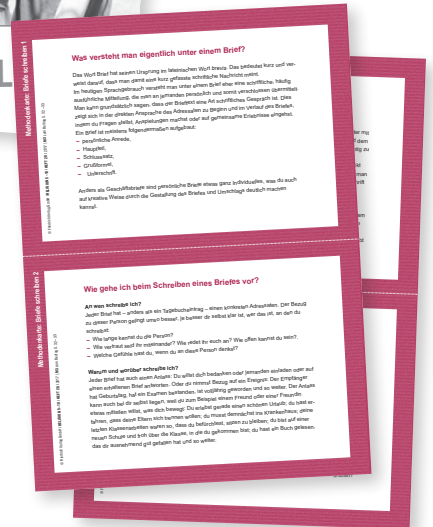 Methodenkarte: Briefe schreiben 1
Was versteht man eigentlich unter einem Brief?
Das Wort Brief hat seinen Ursprung im lateinischen Wort brevis. Das bedeutet kurz und ver-
weist darauf, dass man damit eine kurz gefasste schriftliche Nachricht meint.
Im heutigen Sprachgebrauch versteht man unter einem Brief eher eine schriftliche, häufig
ausführliche Mitteilung, die man an jemanden persönlich und somit verschlossen übermittelt.
Man kann grundsätzlich sagen, dass der Brieftext eine Art schriftliches Gespräch ist. Dies
zeigt sich in der direkten Ansprache des Adressaten zu Beginn und im Verlauf des Briefes,
indem du Fragen stellst, Anspielungen machst oder auf gemeinsame Erlebnisse eingehst.
Ein Brief ist meistens folgendermaßen aufgebaut:
– persönliche Anrede,
– Hauptteil,
– Schlusssatz,
– Grußformel,
– Unterschrift.
Anders als Geschäftsbriefe sind persönliche Briefe etwas ganz Individuelles, was du auch
auf kreative Weise durch die Gestaltung des Briefes und Umschlags deutlich machen
kannst.
Methodenkarte: Briefe schreiben 2
Wie gehe ich beim Schreiben eines Briefes vor?
An wen schreibe ich?
Jeder Brief hat – anders als ein Tagebucheintrag – einen konkreten Adressaten. Der Bezug
zu dieser Person gelingt umso besser, je besser dir selbst klar ist, wer das ist, an den du
schreibst:
– Wie lange kennst du die Person?
– Wie vertraut seid ihr miteinander? Wie redet ihr euch an? Wie offen kannst du sein?
– Welche Gefühle hast du, wenn du an diese Person denkst?
Warum und worüber schreibe ich?
Jeder Brief hat auch einen Anlass: Du willst dich bedanken oder jemanden einladen oder auf
einen erhaltenen Brief antworten. Oder du nimmst Bezug auf ein Ereignis: Der Empfänger
hat Geburtstag, hat ein Examen bestanden, ist volljährig geworden und so weiter. Der Anlass
kann auch bei dir selbst liegen, weil du zum Beispiel einem Freund oder einer Freundin
etwas mitteilen willst, was dich bewegt: Du erlebst gerade einen schönen Urlaub; du hast er-
fahren, dass deine Eltern sich trennen wollen; du musst demnächst ins Krankenhaus; deine
letzten Klassenarbeiten waren so, dass du befürchtest, sitzen zu bleiben; du bist auf einer
neuen Schule und froh über die Klasse, in die du gekommen bist; du hast ein Buch gelesen,
das dir ausnehmend gut gefallen hat und so weiter.